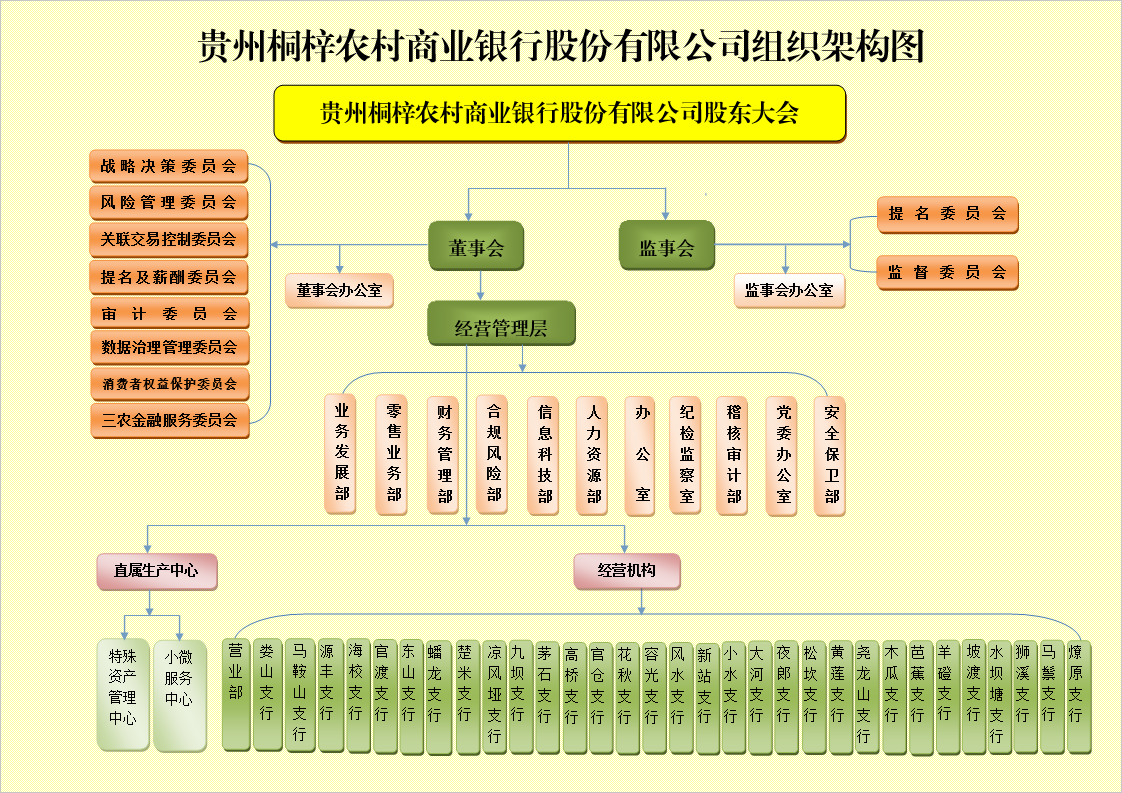 贵州桐梓农村商业银行股份有限公司组织架构图
贵州桐梓农村商业银行股份有限公司股东大会
战略决策委员会
风险管理委员会
关联交易控制委员会
提名及薪酬委员会
审计委员会
数据治理管理委员会
消费者权益保护委员会
三农金融服务委员会
董事会
董事会办公室
监事会
监事会办公室
提名委员会
监督委员会
经营管理层
业务发展部
零售业务部
财务管理部
合规风险部
信息科技部
人力资源部
办公室
纪检监察室
稽核审计部
党委办公室
安全保卫部
直属生产中心
经营机构
特殊资产管理中心
小微服务中心
营业部
娄山支行
马鞍山支行
源丰支行
海校支行
官渡支行
东山支行
蟠龙支行
楚米支行
凉风垭支行
九坝支行
茅石支行
高桥支行
官仓支行
花秋支行
容光支行
风水支行
新站支行
小水支行
大河支行
夜郎支行
松坎支行
黄莲支行
尧龙山支行
木瓜支行
芭蕉支行
羊磴支行
坡渡支行
水坝塘支行
狮溪支行
马鬃支行
燎原支行